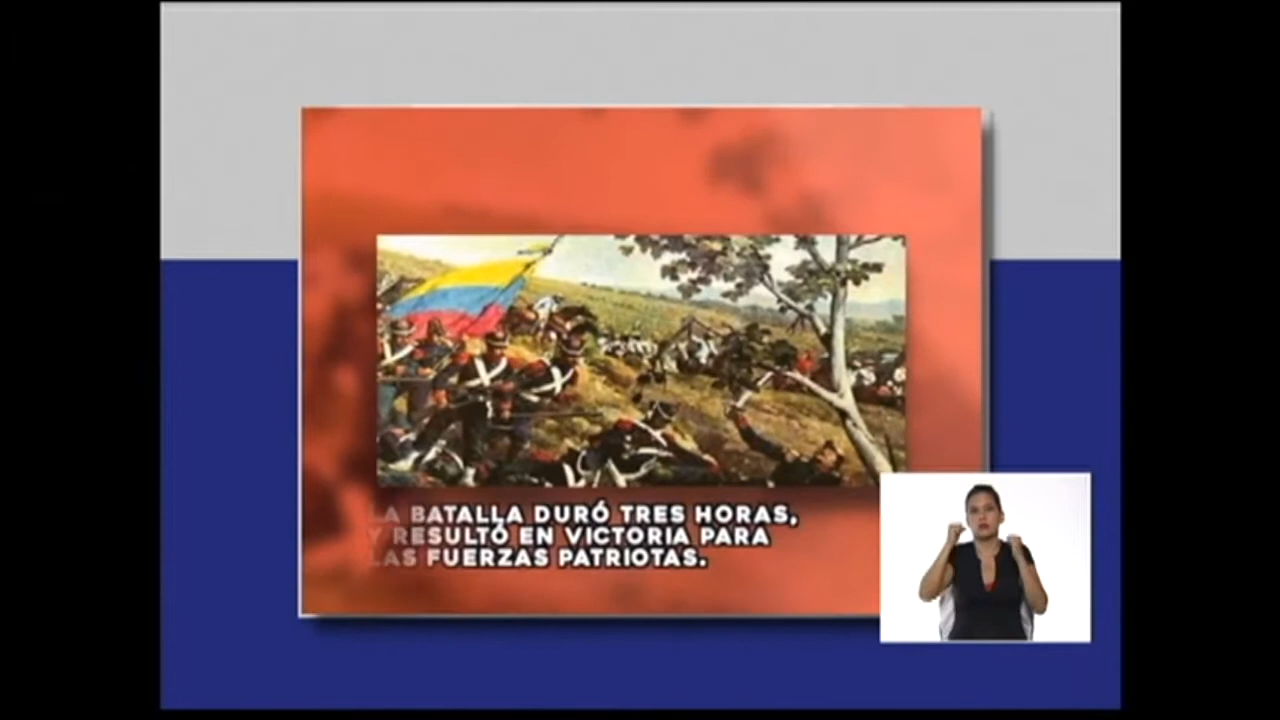 LA BATALLA DURÓ TRES HORAS,
Y RESULTÓ EN VICTORIA PARA
LAS FUERZAS PATRIOTAS.